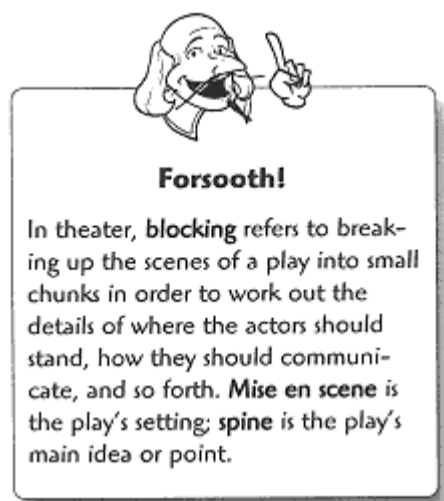 Forsooth!
In theater, blocking refers to break-
ing up the scenes of a play into small
chunks in order to work out the
details of where the actors should
stand, how they should communi-
cate, and so forth. Mise en scene is
the play's setting; spine is the play's
main idea or point.